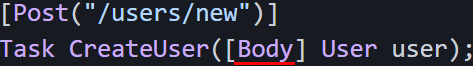 [Post("/users/new")]
Task CreateUser([Body] User user);